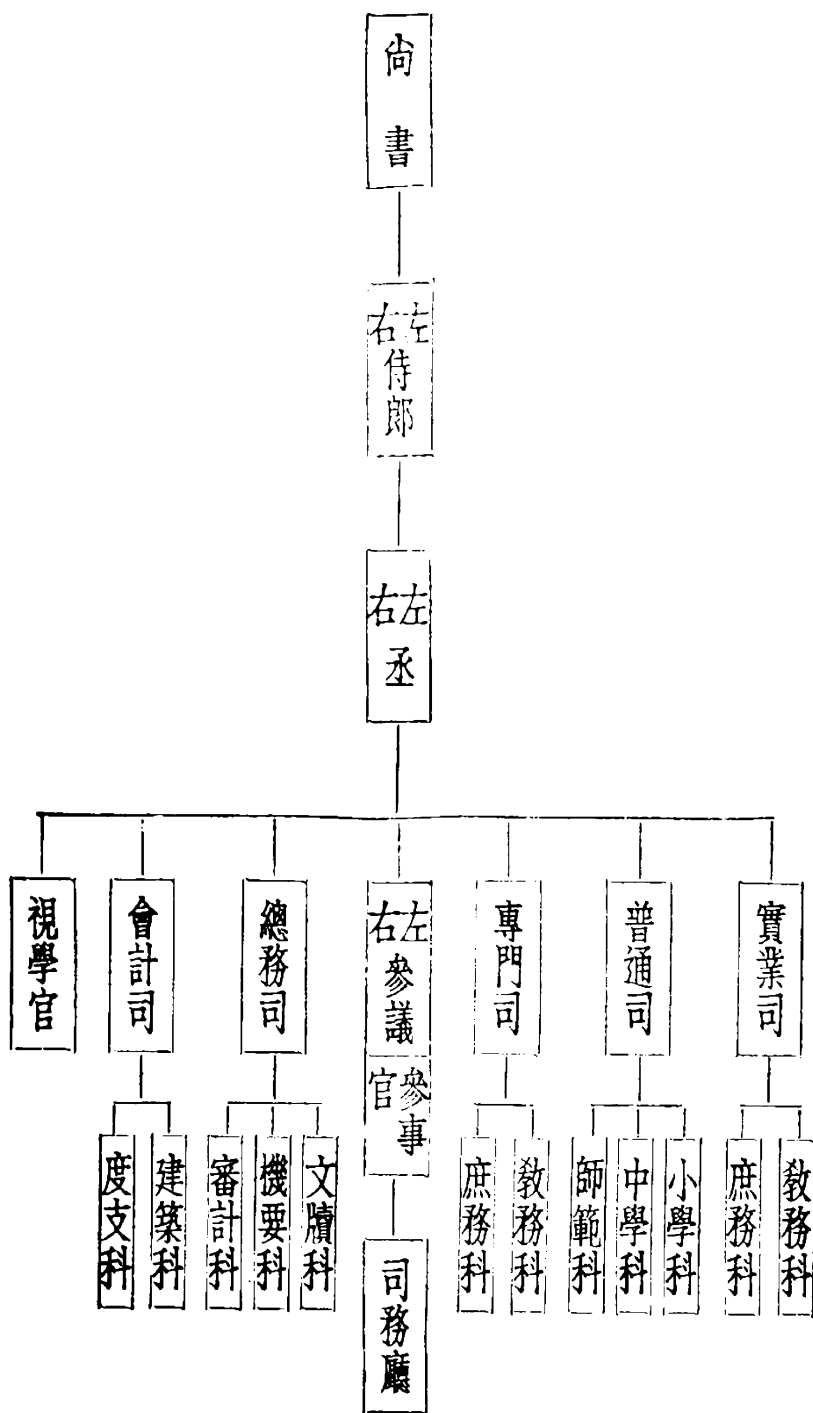 尚書
左右侍郎
左右丞
實業司
普通司
專門司
左右參議
參事官
總務司
會計司
視學官
教務科
庶務科
小學科
中學科
師範科
教務科
庶務科
文牘科
機要科
審計科
建築科
度支科
司務廳